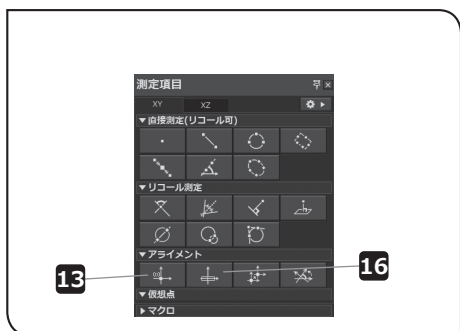 測定項目
XY XZ
▼直接測定(リコール可)
▼リコール測定
▼アライメント
13
16
▼仮想点
▶マクロ